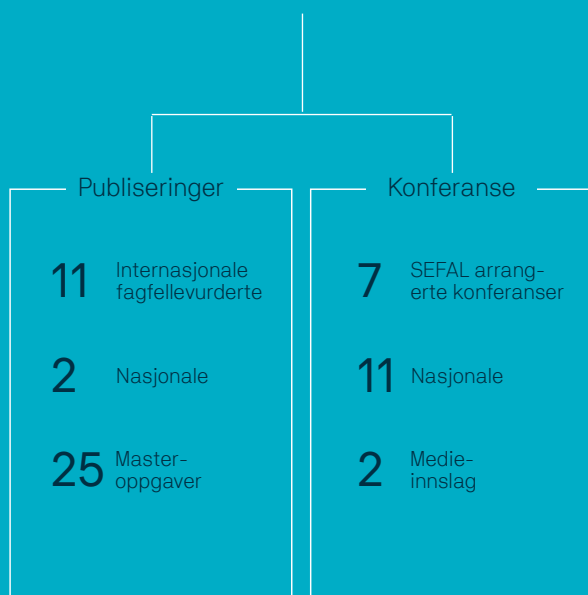 Publiseringer
11
Internasjonale
fagfellevurderte
2
Nasjonale
25
Master-
oppgaver
Konferanse
7
SEFAL arrang-
erte konferanser
11
Nasjonale
2
Medie-
innslag